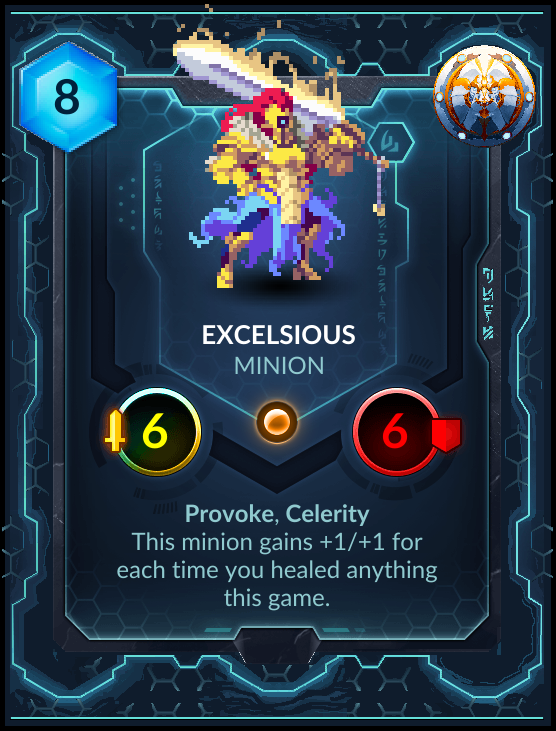 8
EXCELSIOUS
MINION
6
6
Provoke, Celerity
This minion gains +1/+1 for
each time you healed anything
this game.